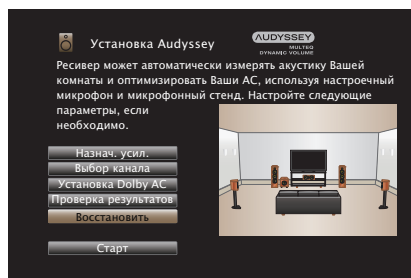 Установка Audyssey
AUDYSSEY
MULTEQ
DYNAMIC VOLUME
Ресивер может автоматически измерять акустику Вашей
комнаты и оптимизировать Ваши АС, используя настроечный
микрофон и микрофонный стенд. Настройте следующие
параметры, если
необходимо.
Назнач. усил.
Выбор канала
Установка Dolby АС
Проверка результатов
Восстановить
Старт